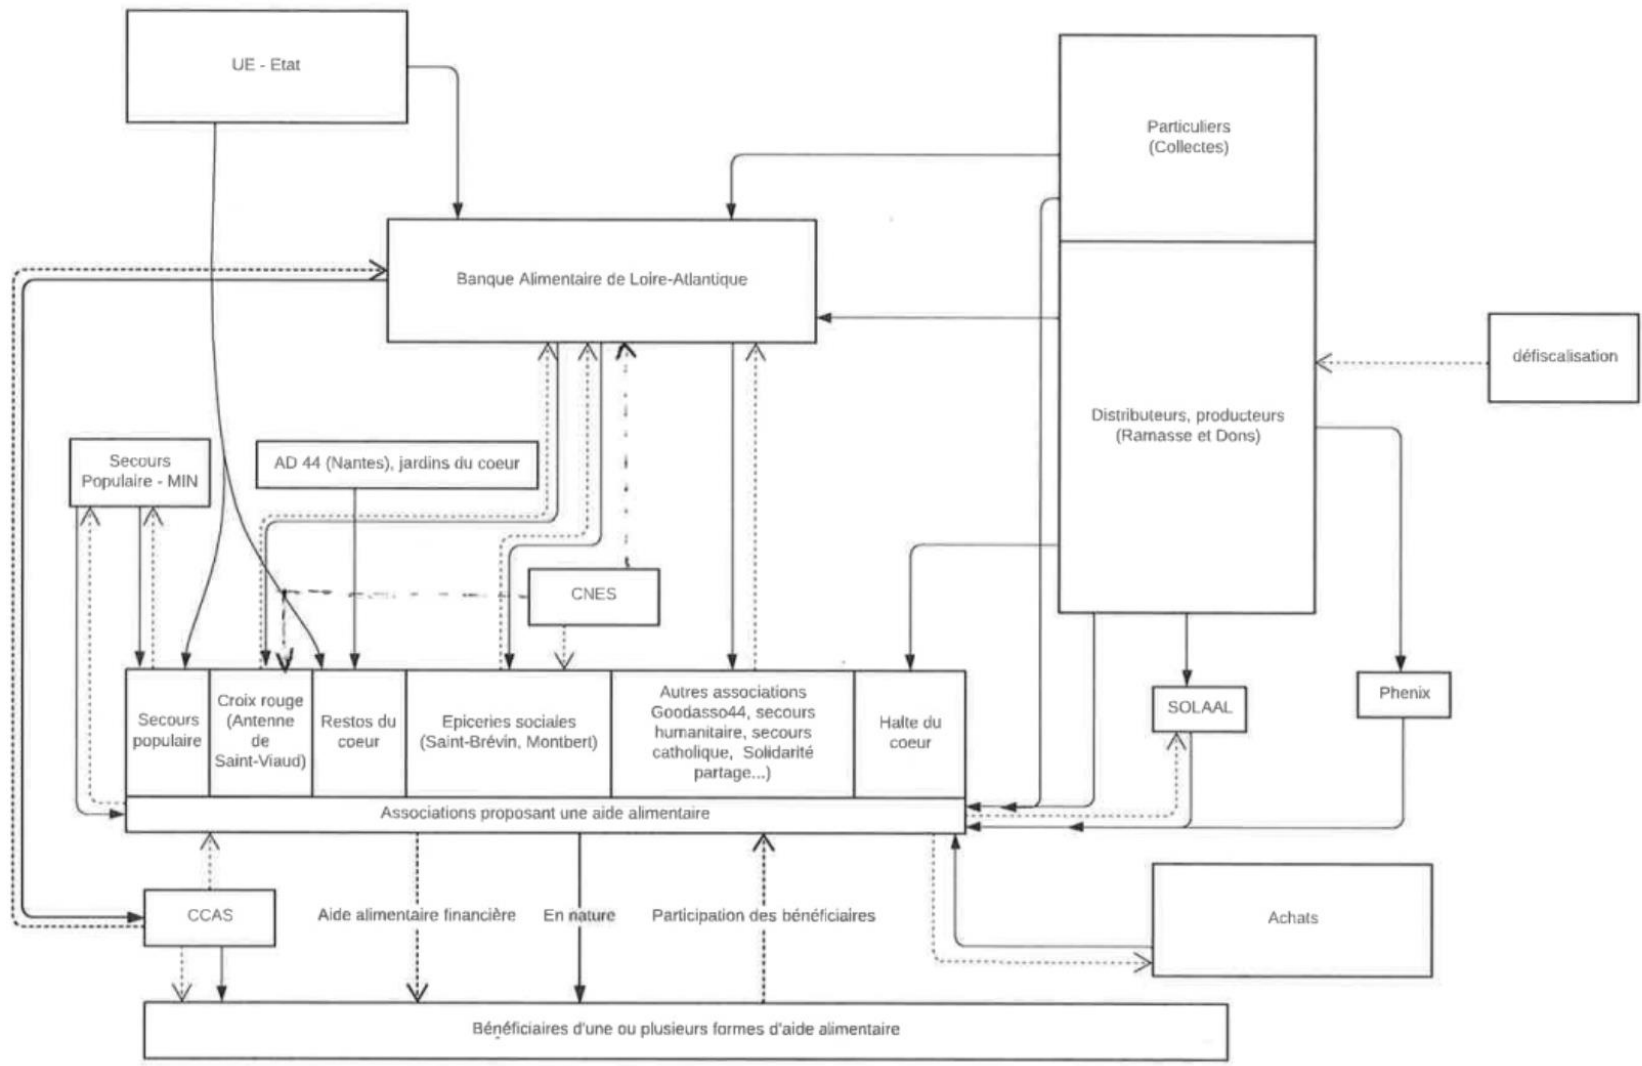 UE - Etat
Particuliers
(Collectes)
Banque Alimentaire de Loire-Atlantique
défiscalisation
Distributeurs, producteurs
(Ramasse et Dons)
Secours
Populaire - MIN
AD 44 (Nantes), jardins du coeur
CNES
SOLAAL
Phenix
Secours
populaire
Croix rouge
(Antenne
de
Saint-Viaud)
Restos du
coeur
Epiceries sociales
(Saint-Brévin, Montbert)
Autres associations
Goodasso44, secours
humanitaire, secours
catholique, Solidarité
partage...)
Halte du
coeur
Associations proposant une aide alimentaire
CCAS
Aide alimentaire financière
En nature
Participation des bénéficiaires
Achats
Bénéficiaires d'une ou plusieurs formes d'aide alimentaire